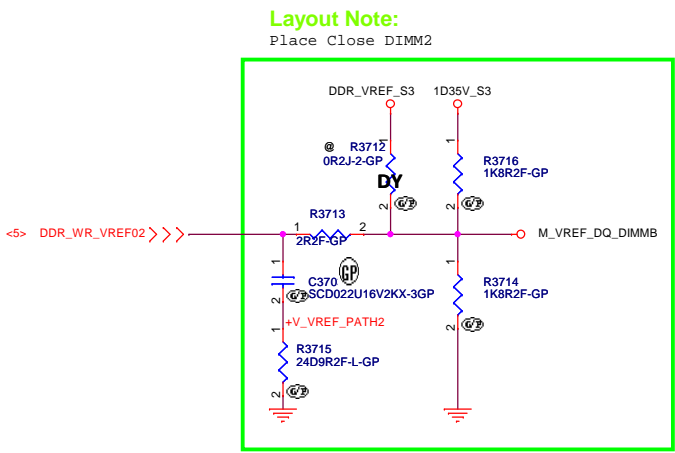 Layout Note:
Place Close DIMM2
DDR_VREF_S3 1D35V_S3
1 1
@ R3712
0R2J-2-GP
DY
2 G/P
R3716
1K8R2F-GP
2 G/P
<5> DDR_WR_VREF02
R3713
1 2
2R2F-GP
M_VREF_DQ_DIMMB
GP
1
C370
SCD022U16V2KX-3GP
2 G/P
+V_VREF_PATH2
1
R3714
1K8R2F-GP
2 G/P
1
R3715
24D9R2F-L-GP
2 G/P